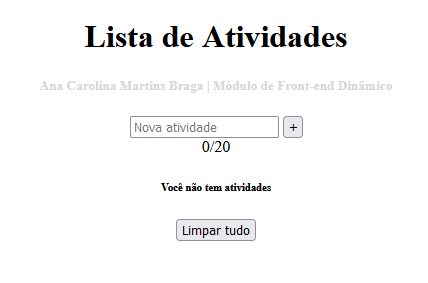 Lista de Atividades
Ana Carolina Martins Braga | Módulo de Front-end Dinâmico
Nova atividade +
0/20
Você não tem atividades
Limpar tudo